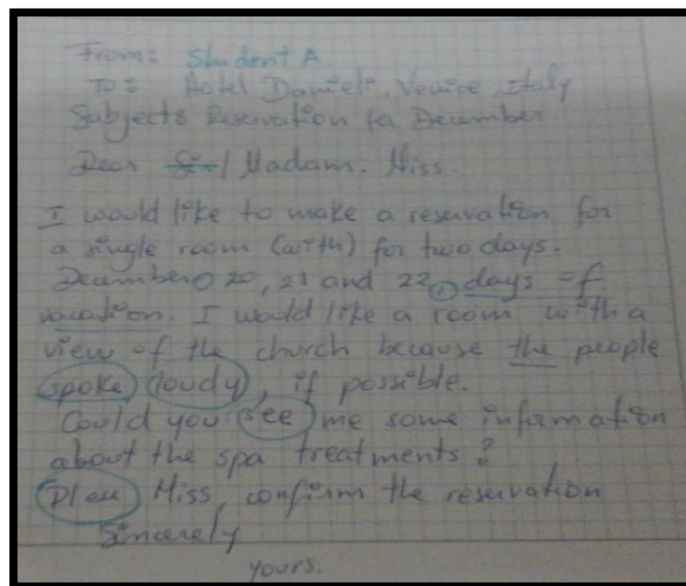 From: Student A
To: Hotel Danieli, Venice, Italy
Subject: Reservation for December.
Dear Sir/Madam. Miss.
I would like to make a reservation for
a single room (with) for two days.
December 20, 21 and 22, days of
vacation. I would like a room with a
view of the church because the people
spoke loudy, if possible.
Could you see me some information
about the spa treatments?
Pleas Miss, confirm the reservation
Sincerely
yours.